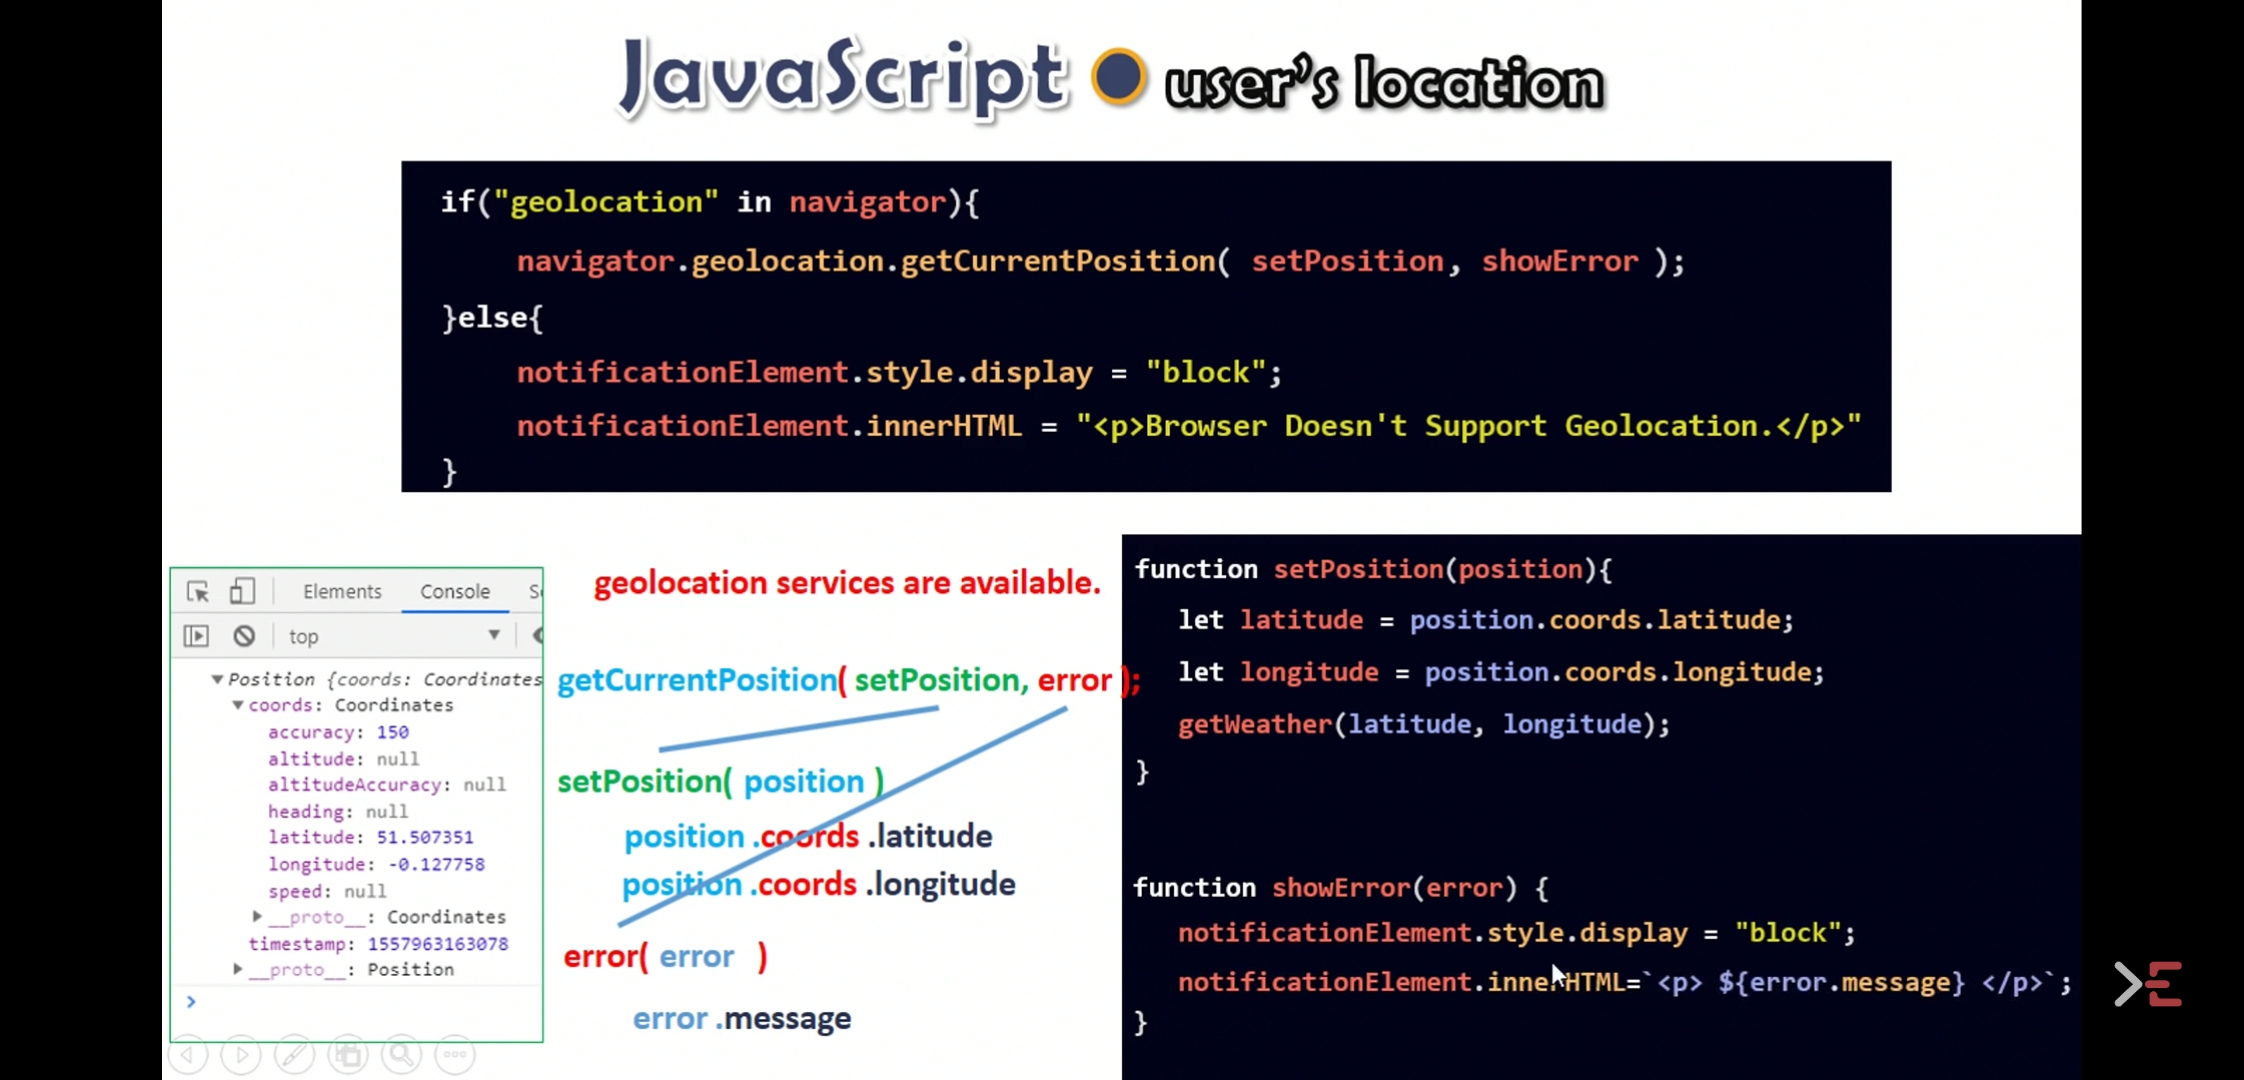 JavaScript user's location
if("geolocation" in navigator){
navigator.geolocation.getCurrentPosition( setPosition, showError );
}else{
notificationElement.style.display = "block";
notificationElement.innerHTML = "<p>Browser Doesn't Support Geolocation.</p>"
}
Elements Console S
top
Position {coords: Coordinates
coords: Coordinates
accuracy: 150
altitude: null
altitudeAccuracy: null
heading: null
latitude: 51.507351
longitude: -0.127758
speed: null
__proto__: Coordinates
timestamp: 1557963163078
__proto__: Position
>
geolocation services are available.
getCurrentPosition( setPosition, error );
setPosition( position )
position .coords .latitude
position .coords .longitude
error( error )
error .message
function setPosition(position){
let latitude = position.coords.latitude;
let longitude = position.coords.longitude;
getWeather(latitude, longitude);
}
function showError(error) {
notificationElement.style.display = "block";
notificationElement.innerHTML=`<p> ${error.message} </p>`;
}